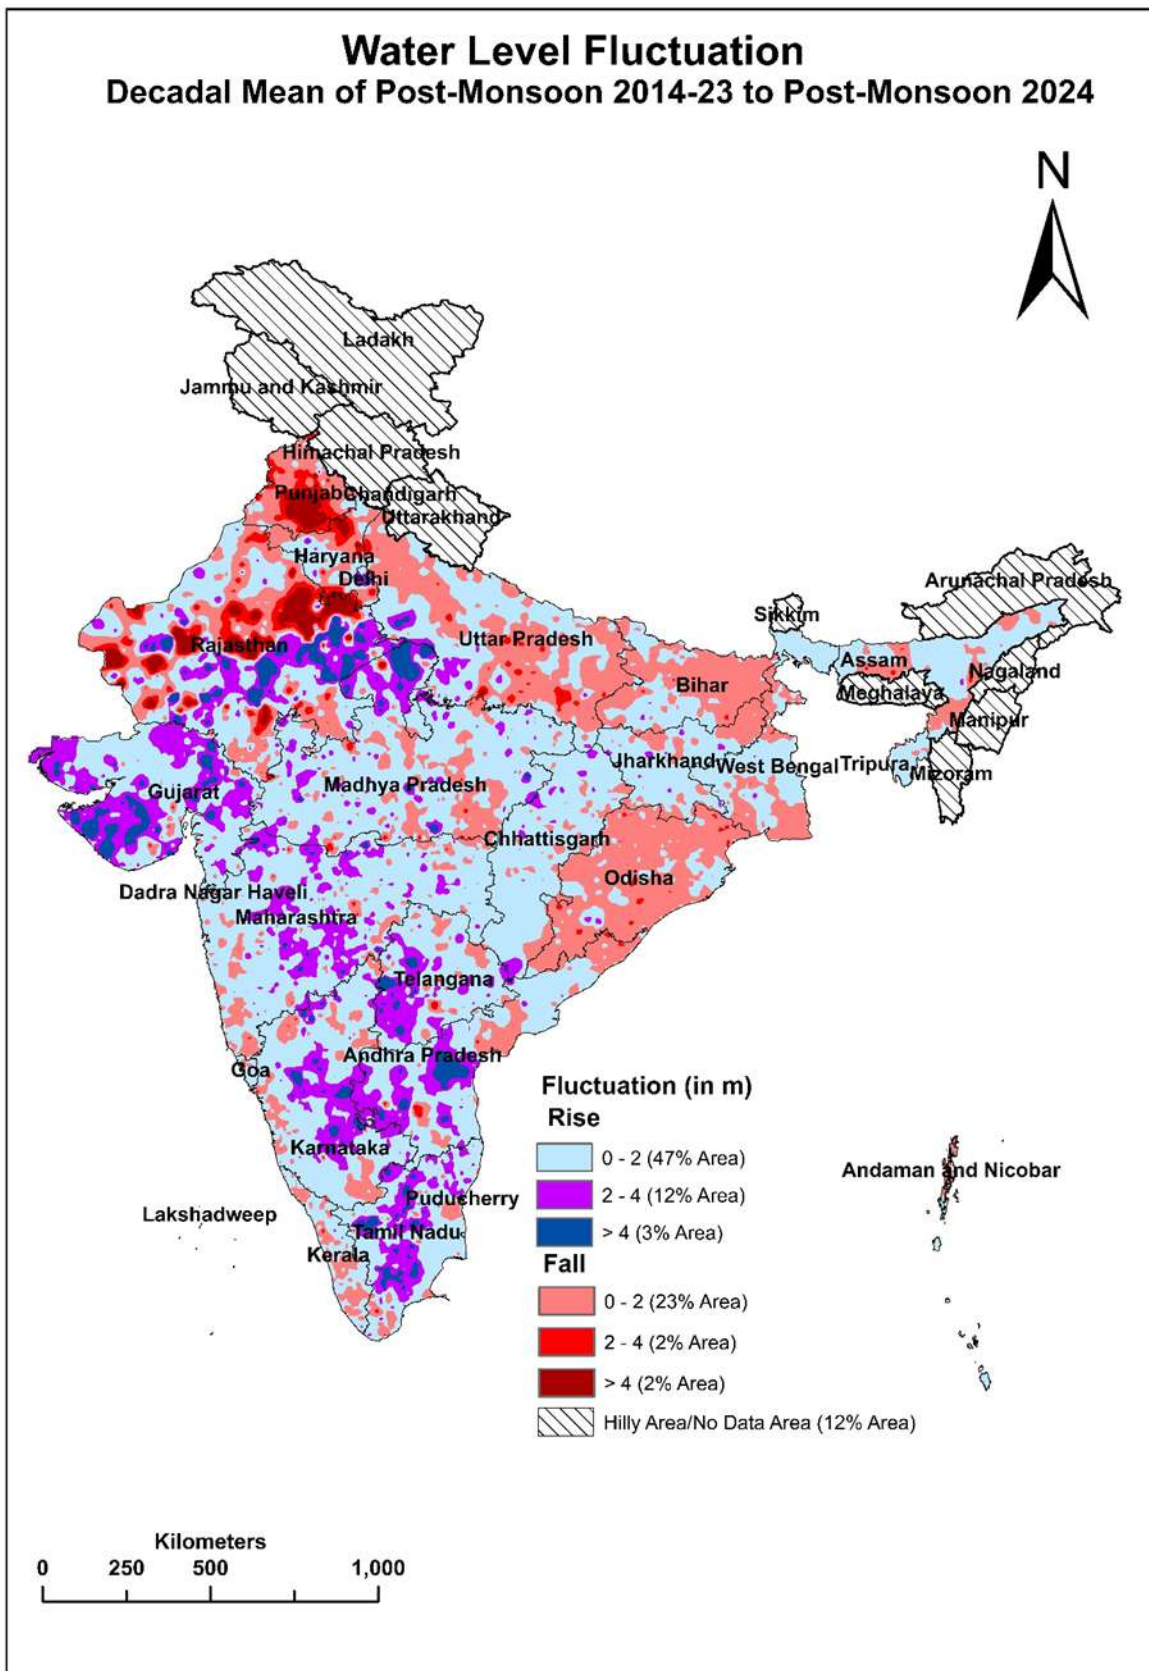 Water Level Fluctuation
Decadal Mean of Post-Monsoon 2014-23 to Post-Monsoon 2024
N
Ladakh
Jammu and Kashmir
Himachal Pradesh
Punjab
Chandigarh
Uttarakhand
Haryana
Delhi
Arunachal Pradesh
Sikkim
Rajasthan
Uttar Pradesh
Assam
Nagaland
Bihar
Meghalaya
Manipur
Jharkhand
West Bengal
Tripura
Mizoram
Gujarat
Madhya Pradesh
Chhattisgarh
Odisha
Dadra Nagar Haveli
Maharashtra
Telangana
Andhra Pradesh
Goa
Karnataka
Puducherry
Lakshadweep
Tamil Nadu
Kerala
Andaman and Nicobar
Fluctuation (in m)
Rise
0 - 2 (47% Area)
2 - 4 (12% Area)
> 4 (3% Area)
Fall
0 - 2 (23% Area)
2 - 4 (2% Area)
> 4 (2% Area)
Hilly Area/No Data Area (12% Area)
Kilometers
0 250 500 1,000